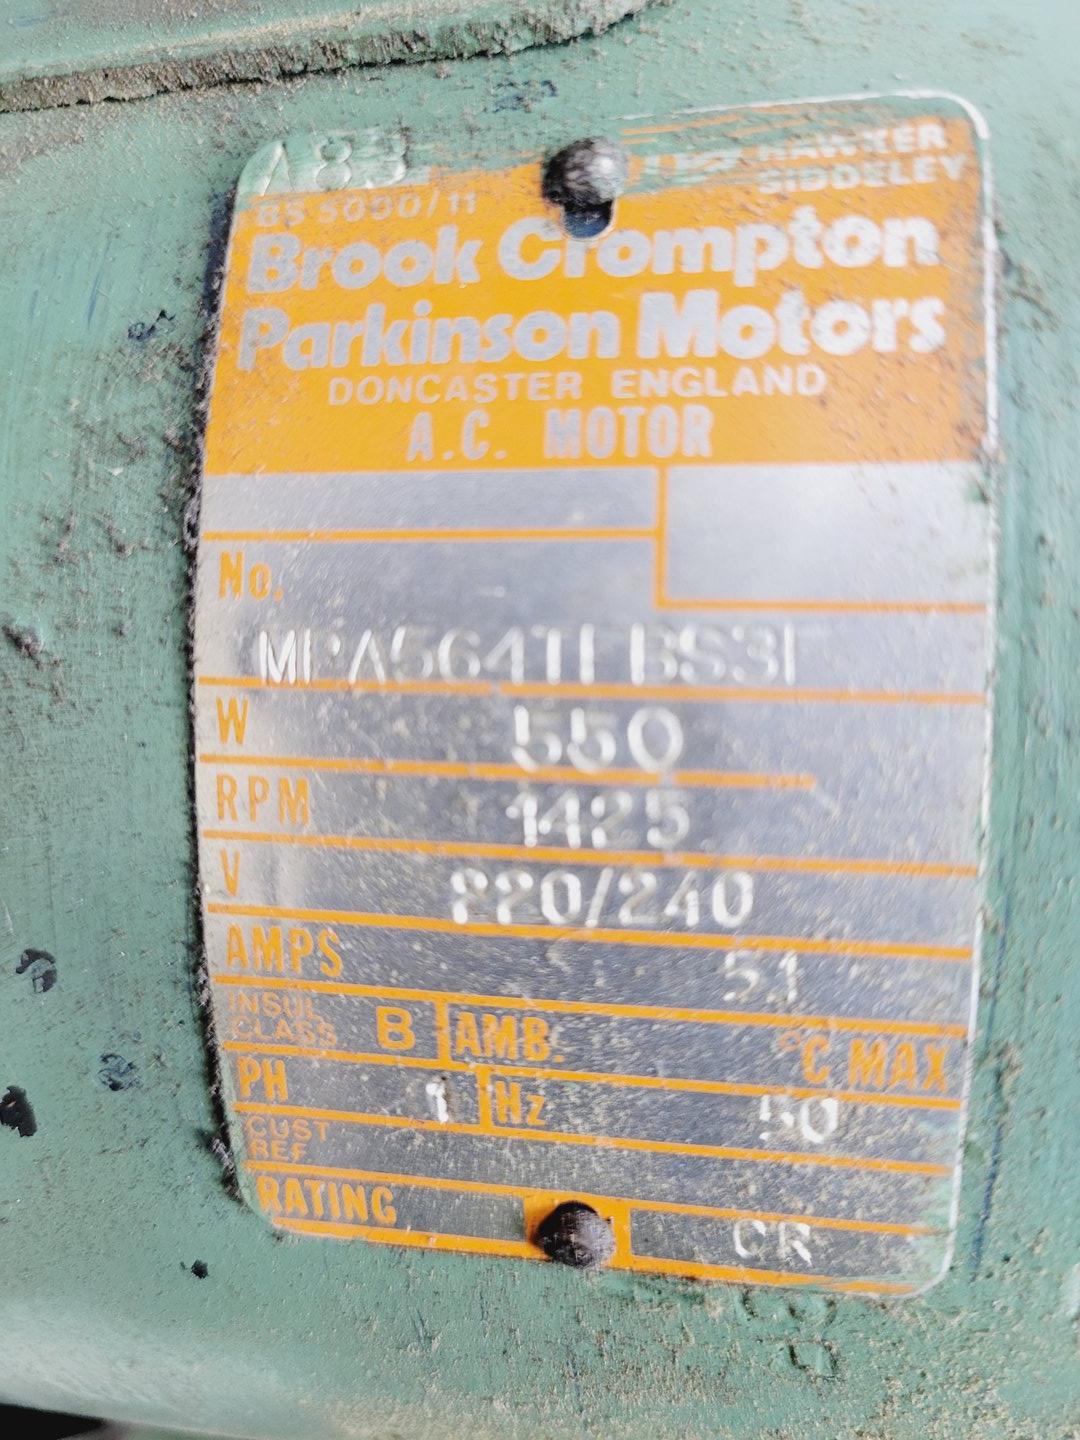 A 83
HAWKER
SIDDELEY
BS 5000/11
Brook Crompton
Parkinson Motors
DONCASTER ENGLAND
A.C. MOTOR
No.
W 550
RPM 1425
V 220/240
AMPS 5.1
INSUL CLASS B AMB. °C MAX
PH 1 Hz 50
CUST REF
RATING CR